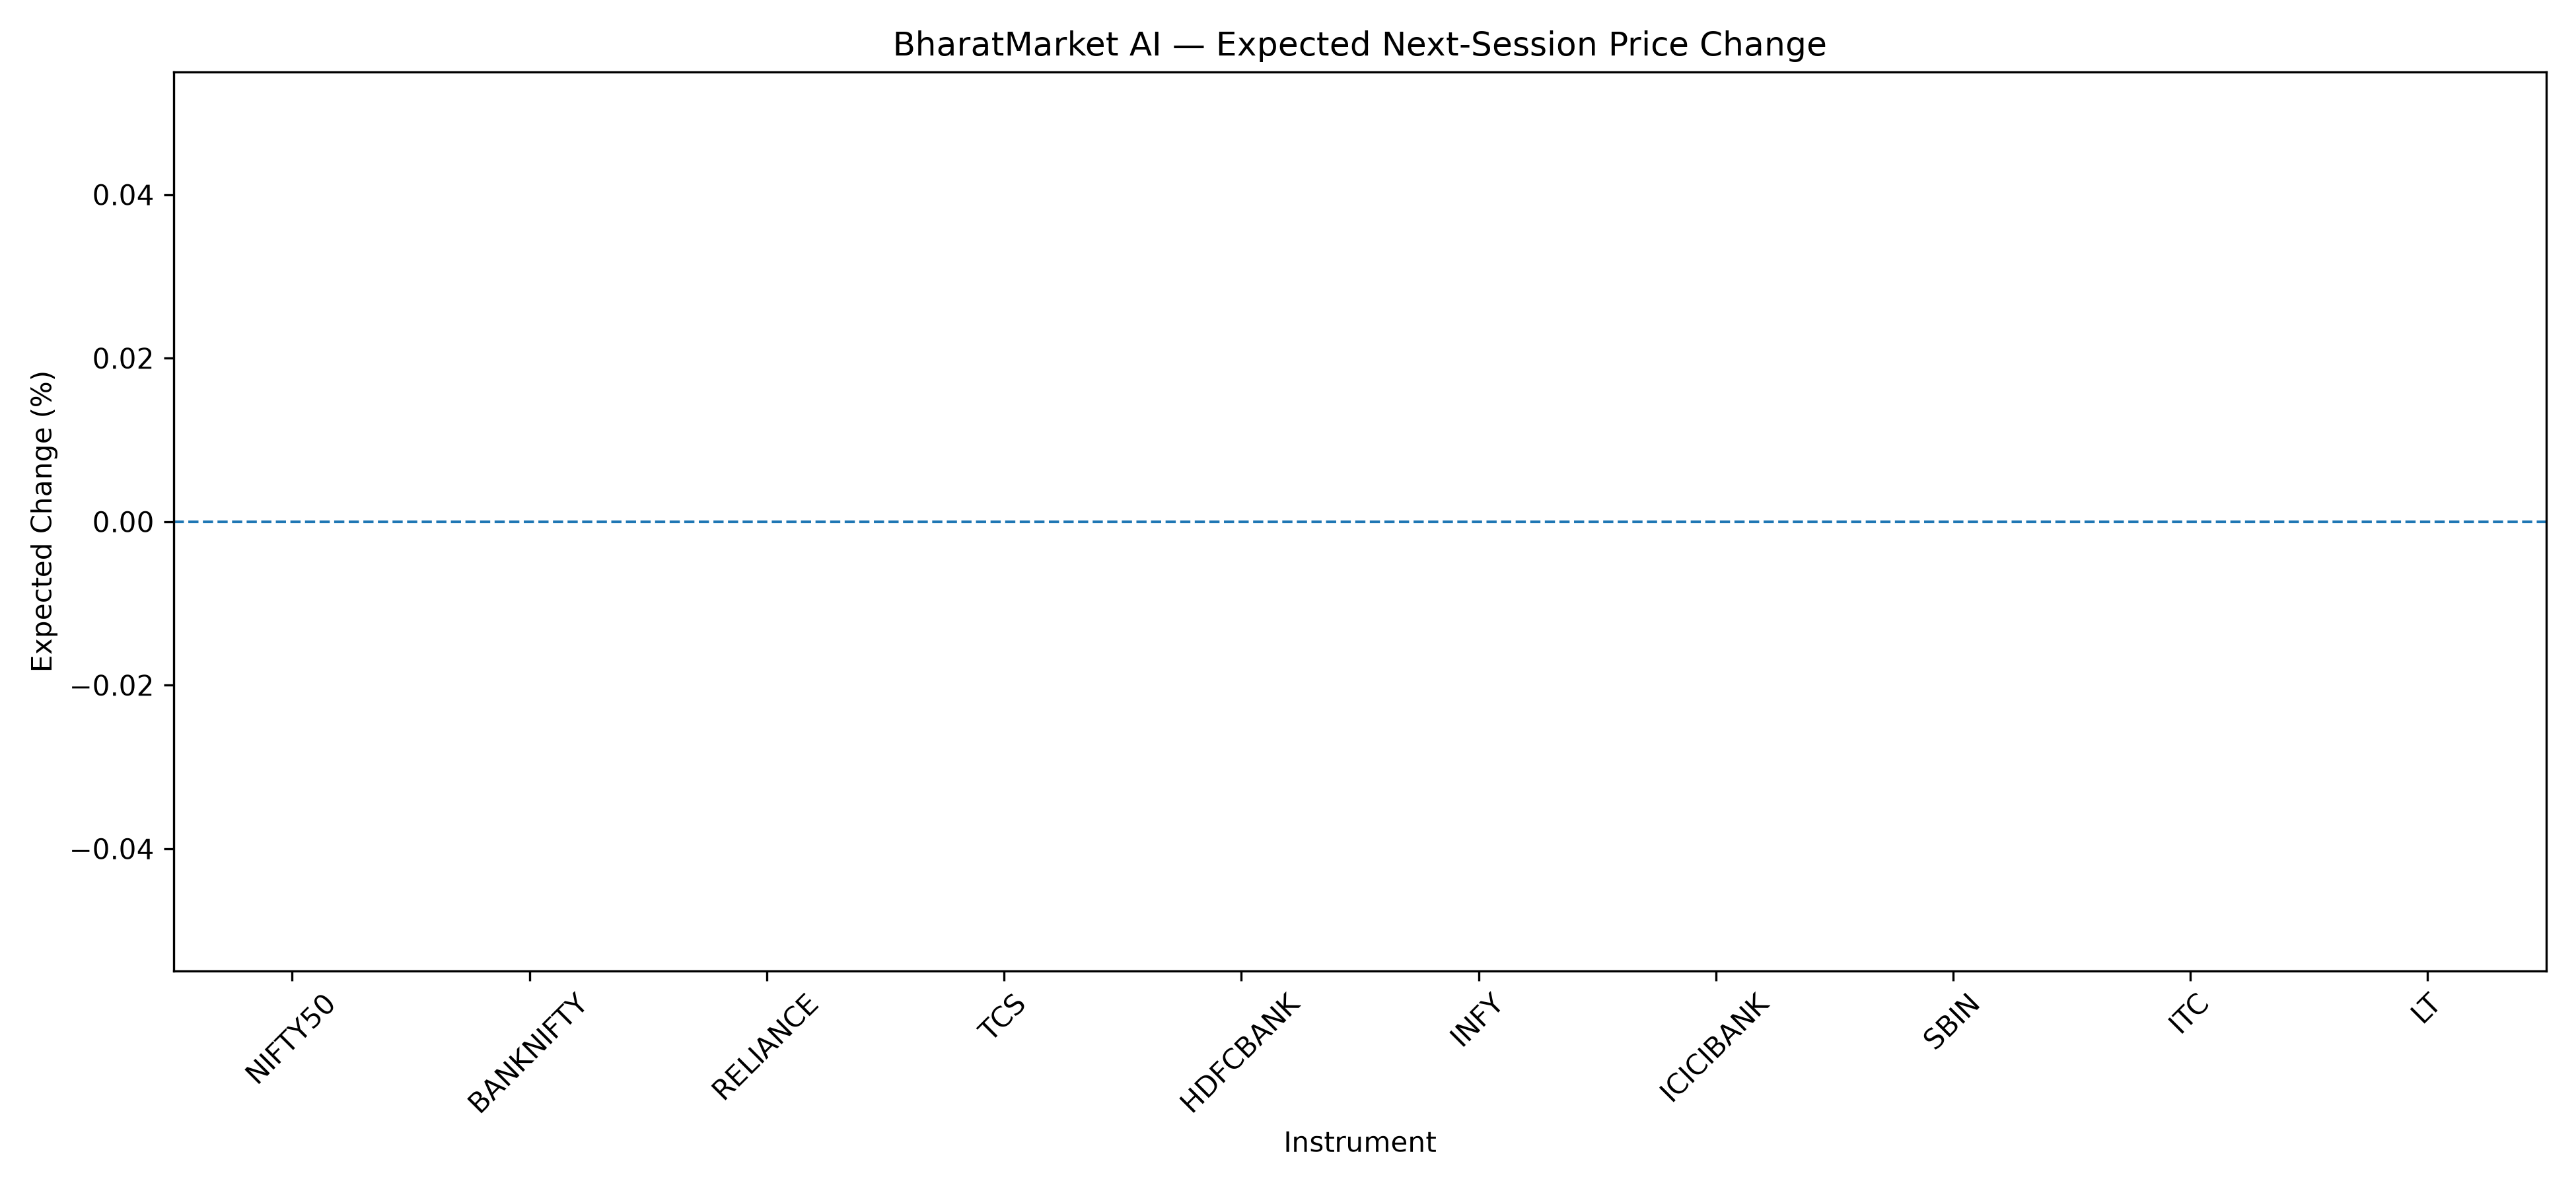 BharatMarket AI — Expected Next-Session Price Change
Expected Change (%)
0.04
0.02
0.00
−0.02
−0.04
NIFTY50
BANKNIFTY
RELIANCE
TCS
HDFCBANK
INFY
ICICIBANK
SBIN
ITC
LT
Instrument